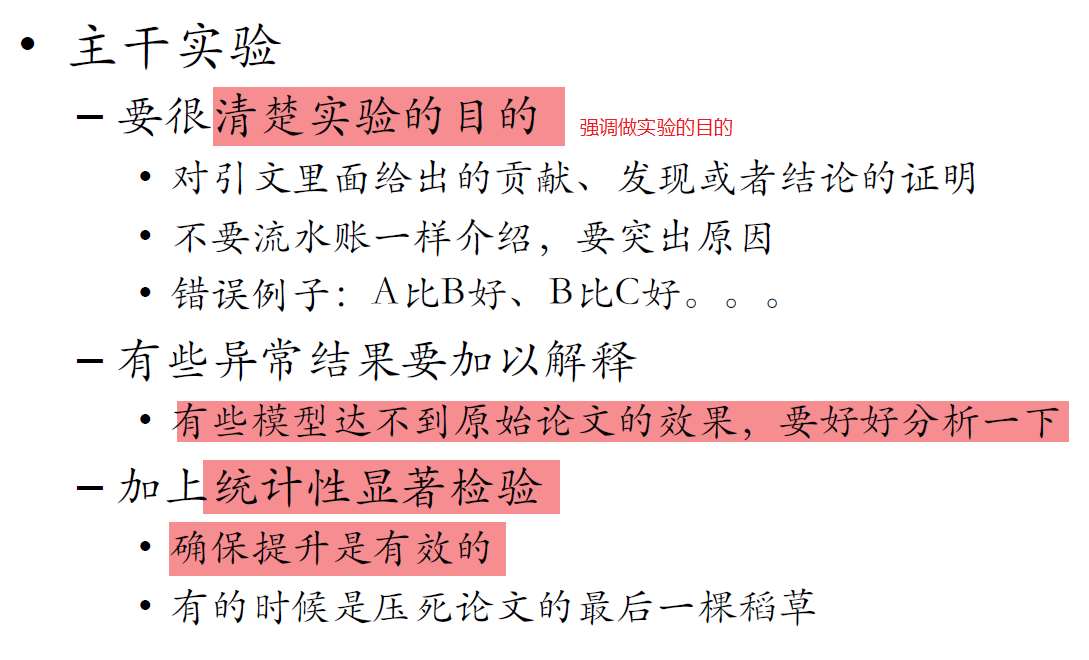 • 主干实验
– 要很清楚实验的目的 强调做实验的目的
• 对引文里面给出的贡献、发现或者结论的证明
• 不要流水账一样介绍，要突出原因
• 错误例子：A比B好、B比C好。。。
– 有些异常结果要加以解释
• 有些模型达不到原始论文的效果，要好好分析一下
– 加上统计性显著检验
• 确保提升是有效的
• 有的时候是压死论文的最后一棵稻草